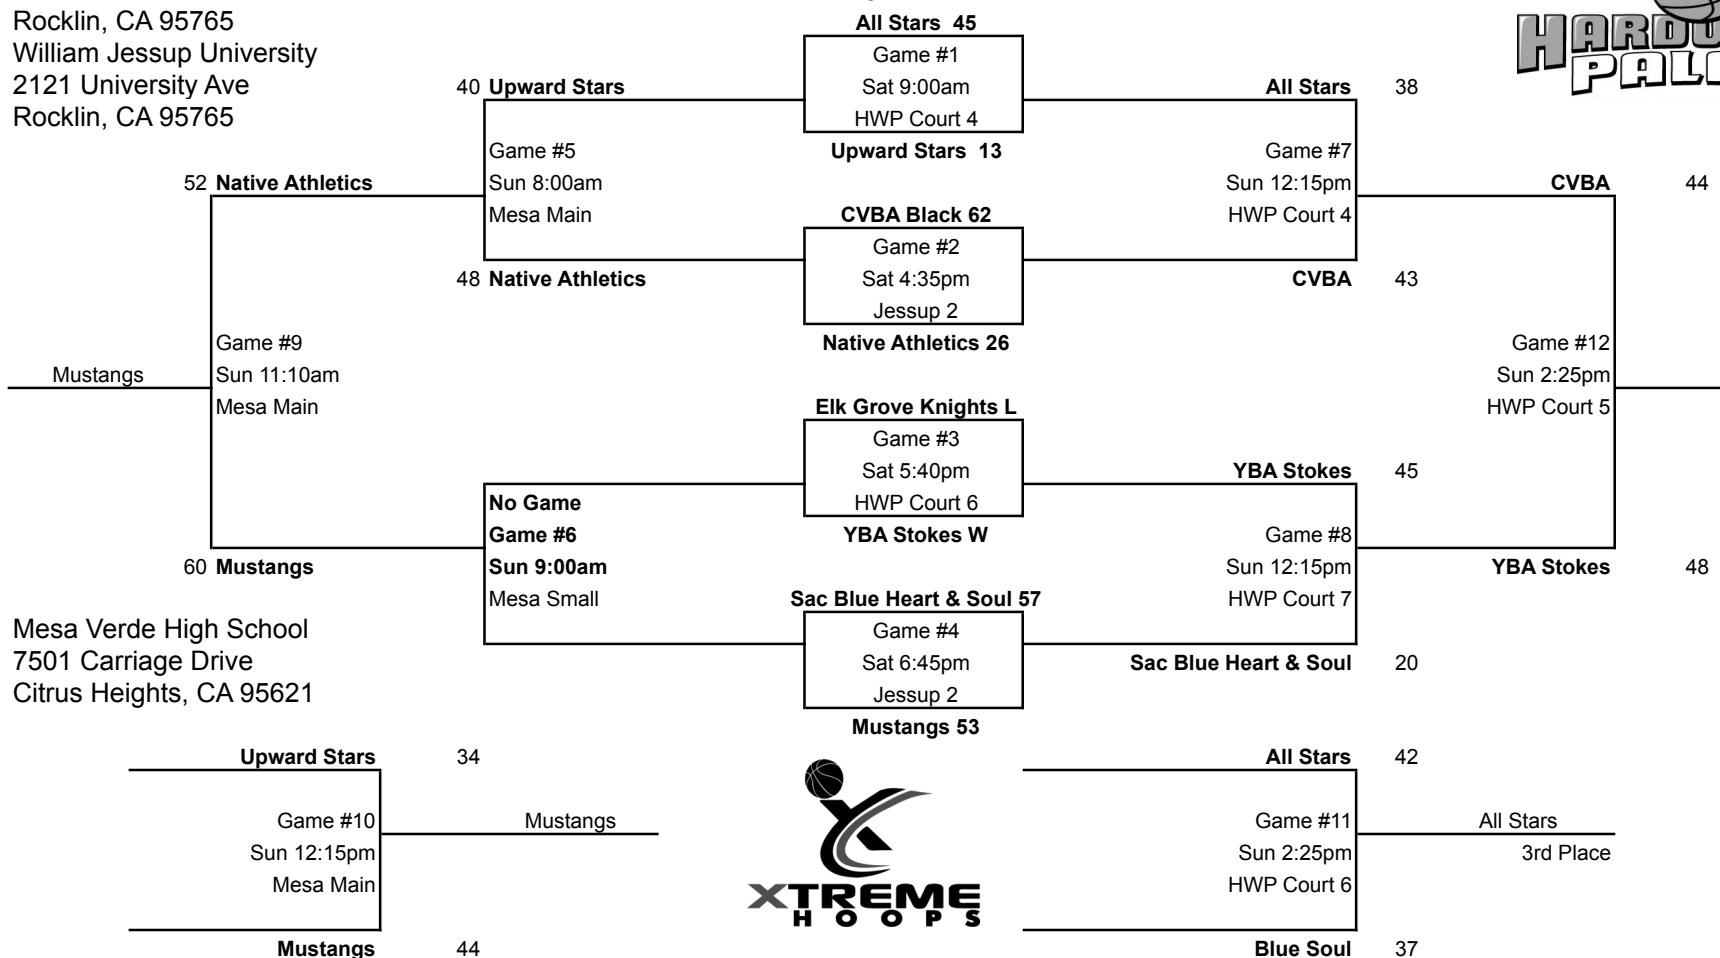 Rocklin, CA 95765
William Jessup University
2121 University Ave
Rocklin, CA 95765
All Stars 45
Game #1
Sat 9:00am
HWP Court 4
Upward Stars 13
40 Upward Stars
Game #5
Sun 8:00am
Mesa Main
48 Native Athletics
CVBA Black 62
Game #2
Sat 4:35pm
Jessup 2
Native Athletics 26
All Stars 38
Game #7
Sun 12:15pm
HWP Court 4
CVBA 43
52 Native Athletics
Game #9
Sun 11:10am
Mesa Main
60 Mustangs
Mustangs
CVBA 44
Game #12
Sun 2:25pm
HWP Court 5
YBA Stokes 48
Elk Grove Knights L
Game #3
Sat 5:40pm
HWP Court 6
YBA Stokes W
No Game
Game #6
Sun 9:00am
Mesa Small
Sac Blue Heart & Soul 57
Game #4
Sat 6:45pm
Jessup 2
Mustangs 53
YBA Stokes 45
Game #8
Sun 12:15pm
HWP Court 7
Sac Blue Heart & Soul 20
Mesa Verde High School
7501 Carriage Drive
Citrus Heights, CA 95621
Upward Stars 34
Game #10
Sun 12:15pm
Mesa Main
Mustangs 44
Mustangs
XTREME
HOOPS
All Stars 42
Game #11
Sun 2:25pm
HWP Court 6
Blue Soul 37
All Stars
3rd Place